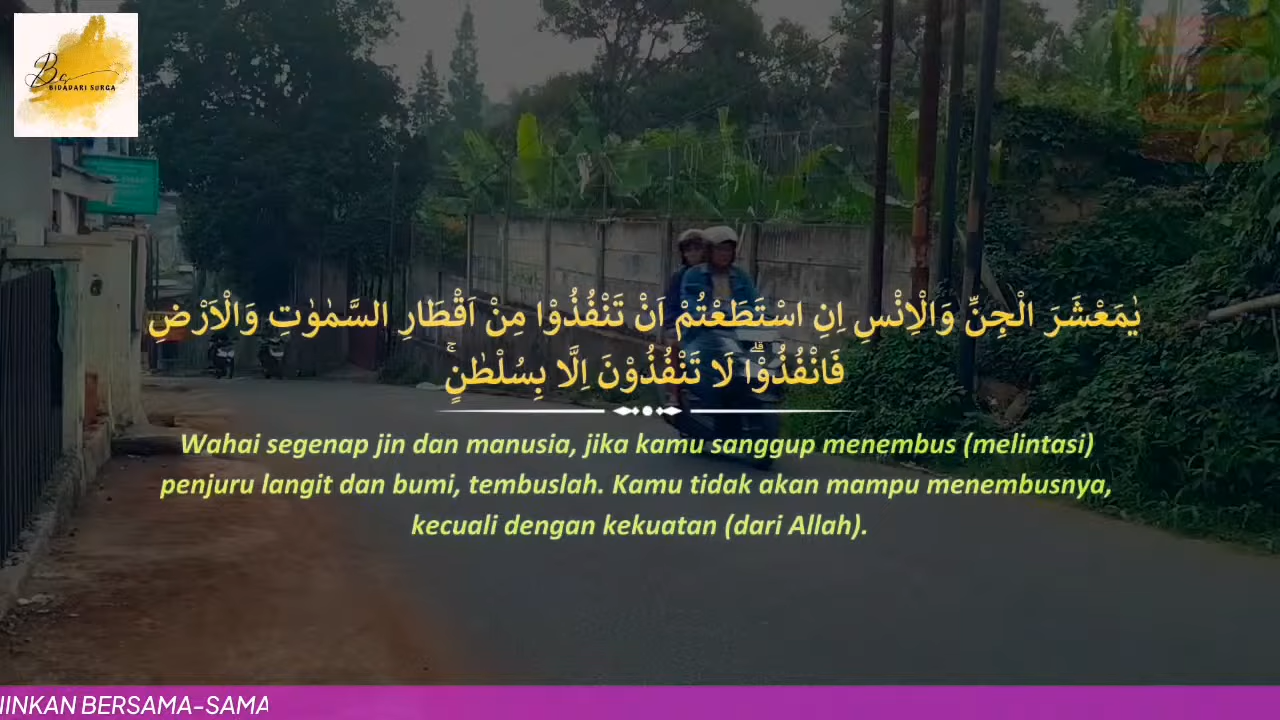 Bs
BIDADARI SURGA
يٰمَعْشَرَ الْجِنِّ وَالْاِنْسِ اِنِ اسْتَطَعْتُمْ اَنْ تَنْفُذُوْا مِنْ اَقْطَارِ السَّمٰوٰتِ وَالْاَرْضِ
فَانْفُذُوْاۗ لَا تَنْفُذُوْنَ اِلَّا بِسُلْطٰنٍۚ
Wahai segenap jin dan manusia, jika kamu sanggup menembus (melintasi)
penjuru langit dan bumi, tembuslah. Kamu tidak akan mampu menembusnya,
kecuali dengan kekuatan (dari Allah).
BERSAMA-SAMA